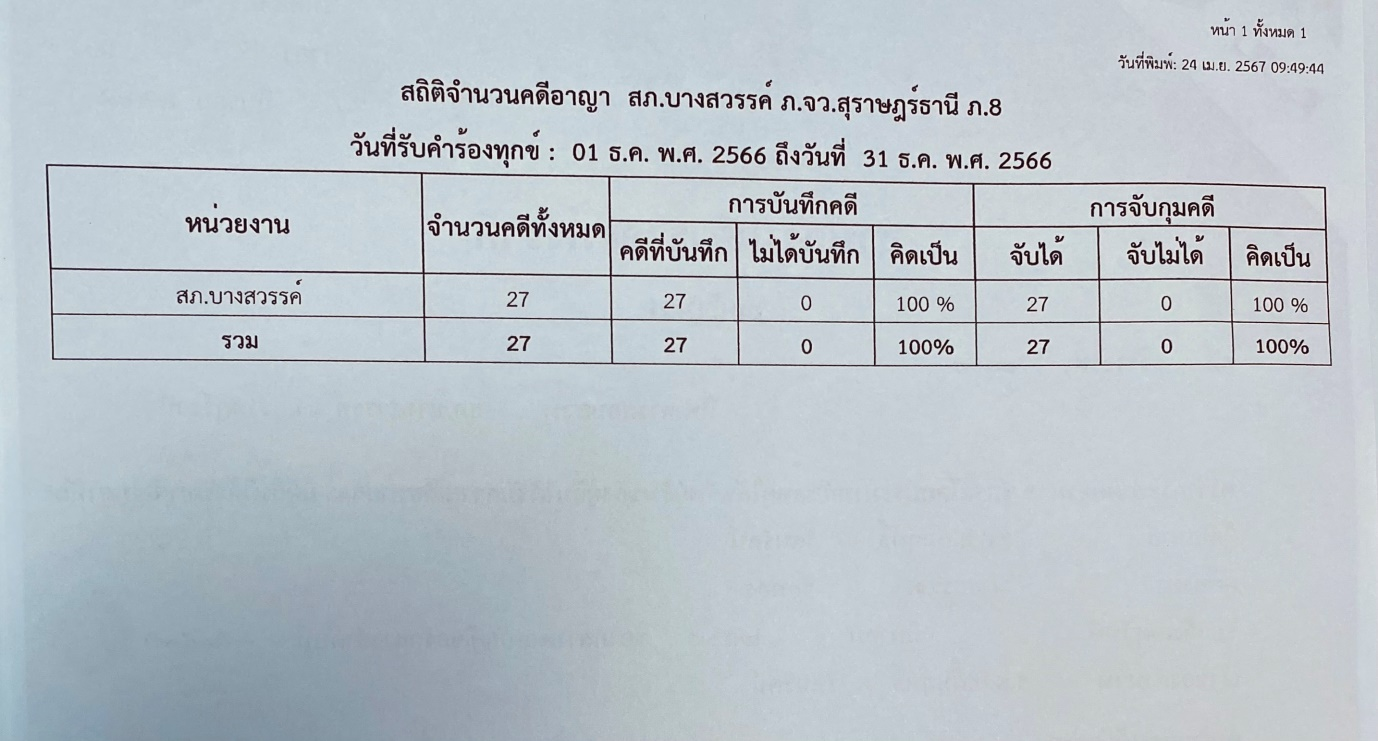 หน้า 1 ทั้งหมด 1
วันที่พิมพ์: 24 เม.ย. 2567 09:49:44
สถิติจำนวนคดีอาญา สภ.บางสวรรค์ ภ.จว.สุราษฎร์ธานี ภ.8
วันที่รับคำร้องทุกข์ : 01 ธ.ค. พ.ศ. 2566 ถึงวันที่ 31 ธ.ค. พ.ศ. 2566
หน่วยงาน จำนวนคดีทั้งหมด การบันทึกคดี การจับกุมคดี
คดีที่บันทึก ไม่ได้บันทึก คิดเป็น จับได้ จับไม่ได้ คิดเป็น
สภ.บางสวรรค์ 27 27 0 100 % 27 0 100 %
รวม 27 27 0 100% 27 0 100%